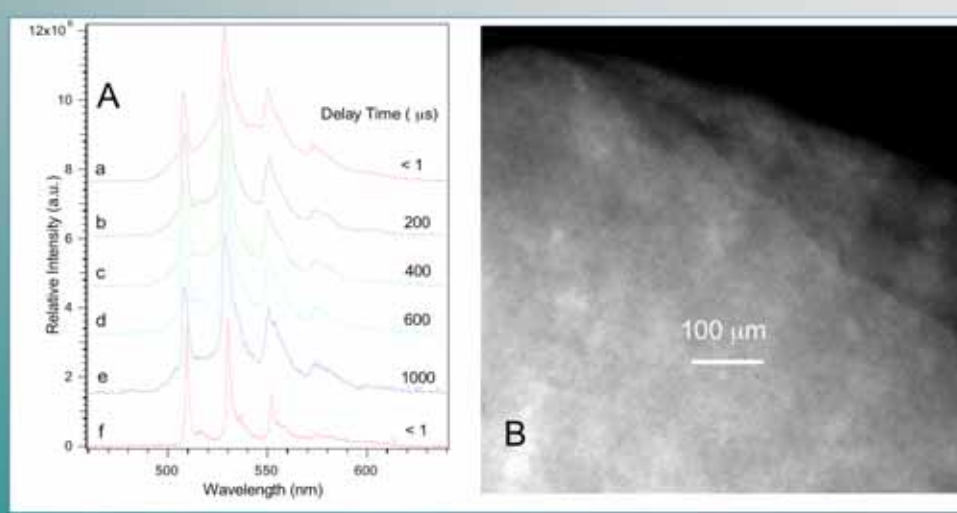 12x10⁶
A
Delay Time ( μs)
10
a
< 1
8
b
200
6
c
400
d
600
4
e
1000
2
f
< 1
0
500
550
600
Wavelength (nm)
Relative Intensity (a.u.)
100 μm
B